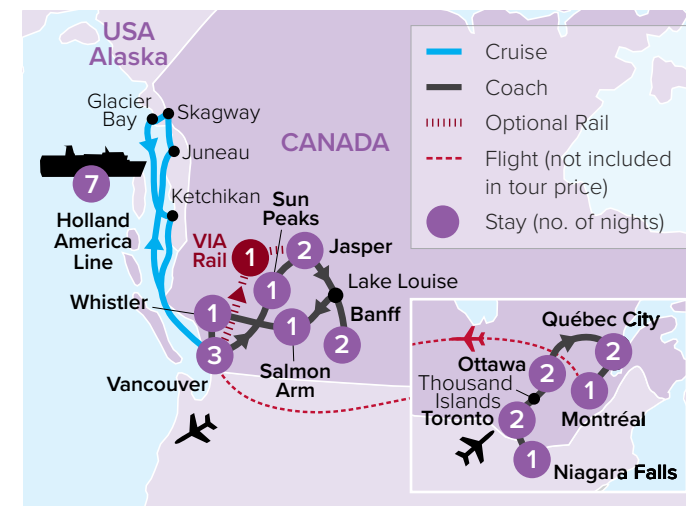 USA
Alaska
Glacier
Bay
Skagway
Juneau
Ketchikan
7
Holland
America
Line
CANADA
Sun
Peaks
VIA
Rail
1
2
Jasper
1
Lake Louise
Whistler
1
1
Banff
2
3
Salmon
Arm
Vancouver
Cruise
Coach
Optional Rail
Flight (not included
in tour price)
Stay (no. of nights)
Québec City
2
Ottawa
2
Thousand
Islands
1
Toronto
2
Montréal
1
Niagara Falls